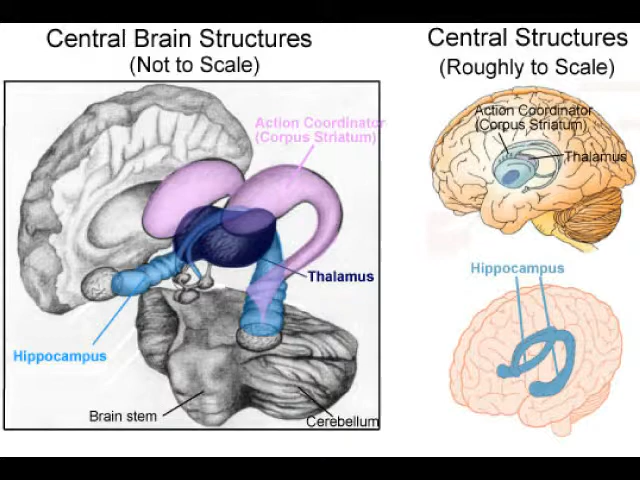 Central Brain Structures
(Not to Scale)
Action Coordinator
(Corpus Striatum)
Thalamus
Hippocampus
Brain stem
Cerebellum
Central Structures
(Roughly to Scale)
Action Coordinator
(Corpus Striatum)
Thalamus
Hippocampus